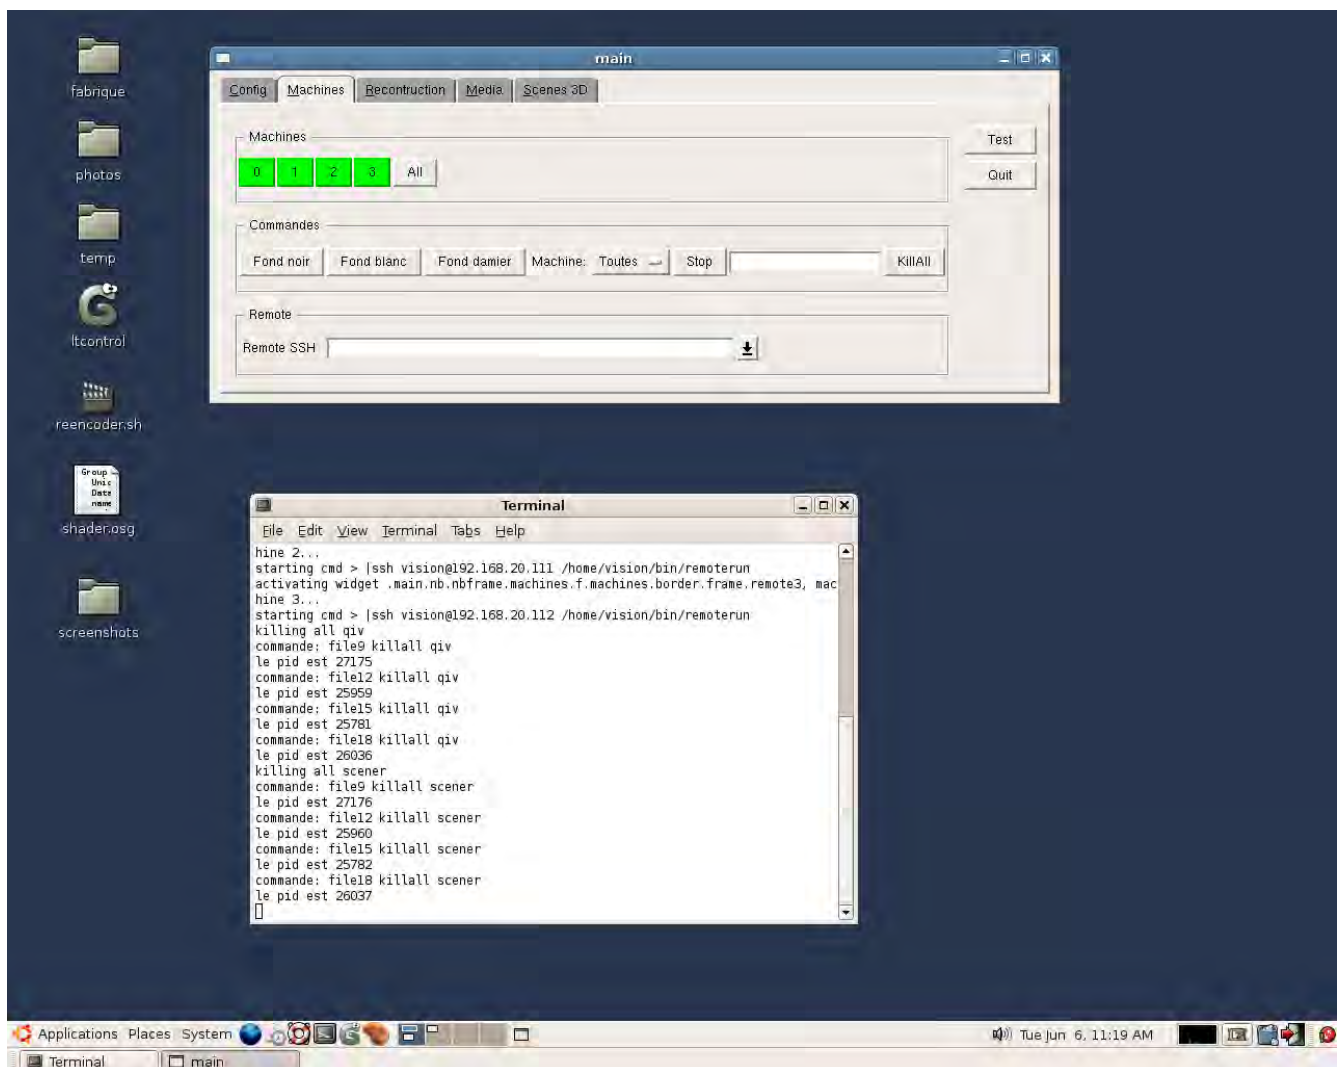 fabrique
photos
temp
ltcontrol
reencoder.sh
Group
Unic
Data
name
shader.osg
screenshots
main
Config Machines Recontruction Media Scenes 3D
Machines
0 1 2 3 All
Test
Quit
Commandes
Fond noir Fond blanc Fond damier Machine: Toutes Stop KillAll
Remote
Remote SSH
Terminal
File Edit View Terminal Tabs Help
hine 2...
starting cmd > |ssh vision@192.168.20.111 /home/vision/bin/remoterun
activating widget .main.nb.nbframe.machines.f.machines.border.frame.remote3, mac
hine 3...
starting cmd > |ssh vision@192.168.20.112 /home/vision/bin/remoterun
killing all qiv
commande: file9 killall qiv
le pid est 27175
commande: file12 killall qiv
le pid est 25959
commande: file15 killall qiv
le pid est 25781
commande: file18 killall qiv
le pid est 26036
killing all scener
commande: file9 killall scener
le pid est 27176
commande: file12 killall scener
le pid est 25960
commande: file15 killall scener
le pid est 25782
commande: file18 killall scener
le pid est 26037
Applications Places System Tue Jun 6, 11:19 AM
Terminal main